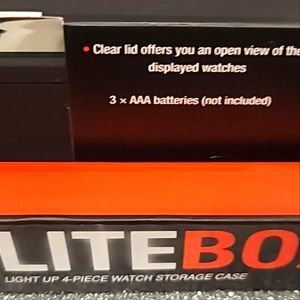 • Clear lid offers you an open view of the
displayed watches
3 × AAA batteries (not included)
LITEBO
LIGHT UP 4-PIECE WATCH STORAGE CASE